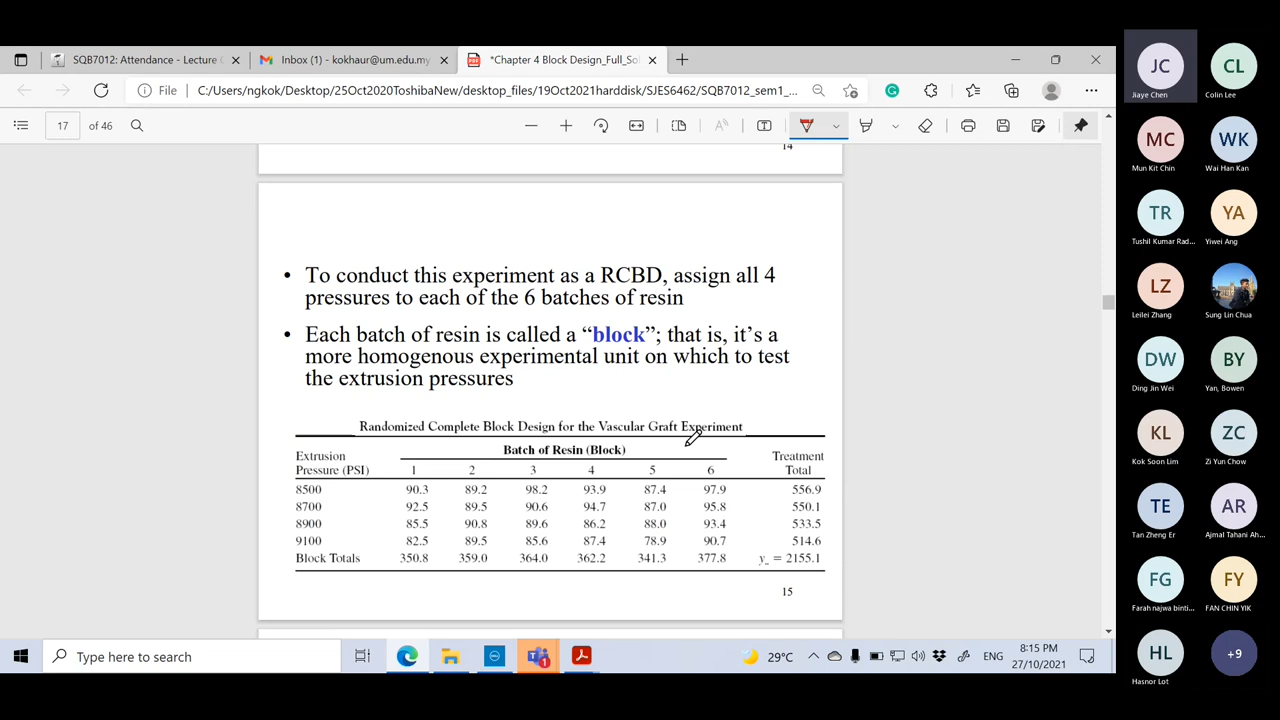 SQB7012: Attendance - Lecture
Inbox (1) - kokhaur@um.edu.my
*Chapter 4 Block Design_Full_So
File
C:/Users/ngkok/Desktop/25Oct2020ToshibaNew/desktop_files/19Oct2021harddisk/SJES6462/SQB7012_sem1_...
17 of 46
14
• To conduct this experiment as a RCBD, assign all 4
pressures to each of the 6 batches of resin
• Each batch of resin is called a “block”; that is, it’s a
more homogenous experimental unit on which to test
the extrusion pressures
Randomized Complete Block Design for the Vascular Graft Experiment
Batch of Resin (Block)
Extrusion Treatment
Pressure (PSI) 1 2 3 4 5 6 Total
8500 90.3 89.2 98.2 93.9 87.4 97.9 556.9
8700 92.5 89.5 90.6 94.7 87.0 95.8 550.1
8900 85.5 90.8 89.6 86.2 88.0 93.4 533.5
9100 82.5 89.5 85.6 87.4 78.9 90.7 514.6
Block Totals 350.8 359.0 364.0 362.2 341.3 377.8 y.. = 2155.1
15
Type here to search
29°C
ENG
8:15 PM
27/10/2021
JC
Jiaye Chen
CL
Colin Lee
MC
Mun Kit Chin
WK
Wai Han Kan
TR
Tushil Kumar Rad...
YA
Yiwei Ang
LZ
Leilei Zhang
Sung Lin Chua
DW
Ding Jin Wei
BY
Yan, Bowen
KL
Kok Soon Lim
ZC
Zi Yun Chow
TE
Tan Zheng Er
AR
Ajmal Tahani Ah...
FG
Farah najwa binti...
FY
FAN CHIN YIK
HL
Hasnor Lot
+9